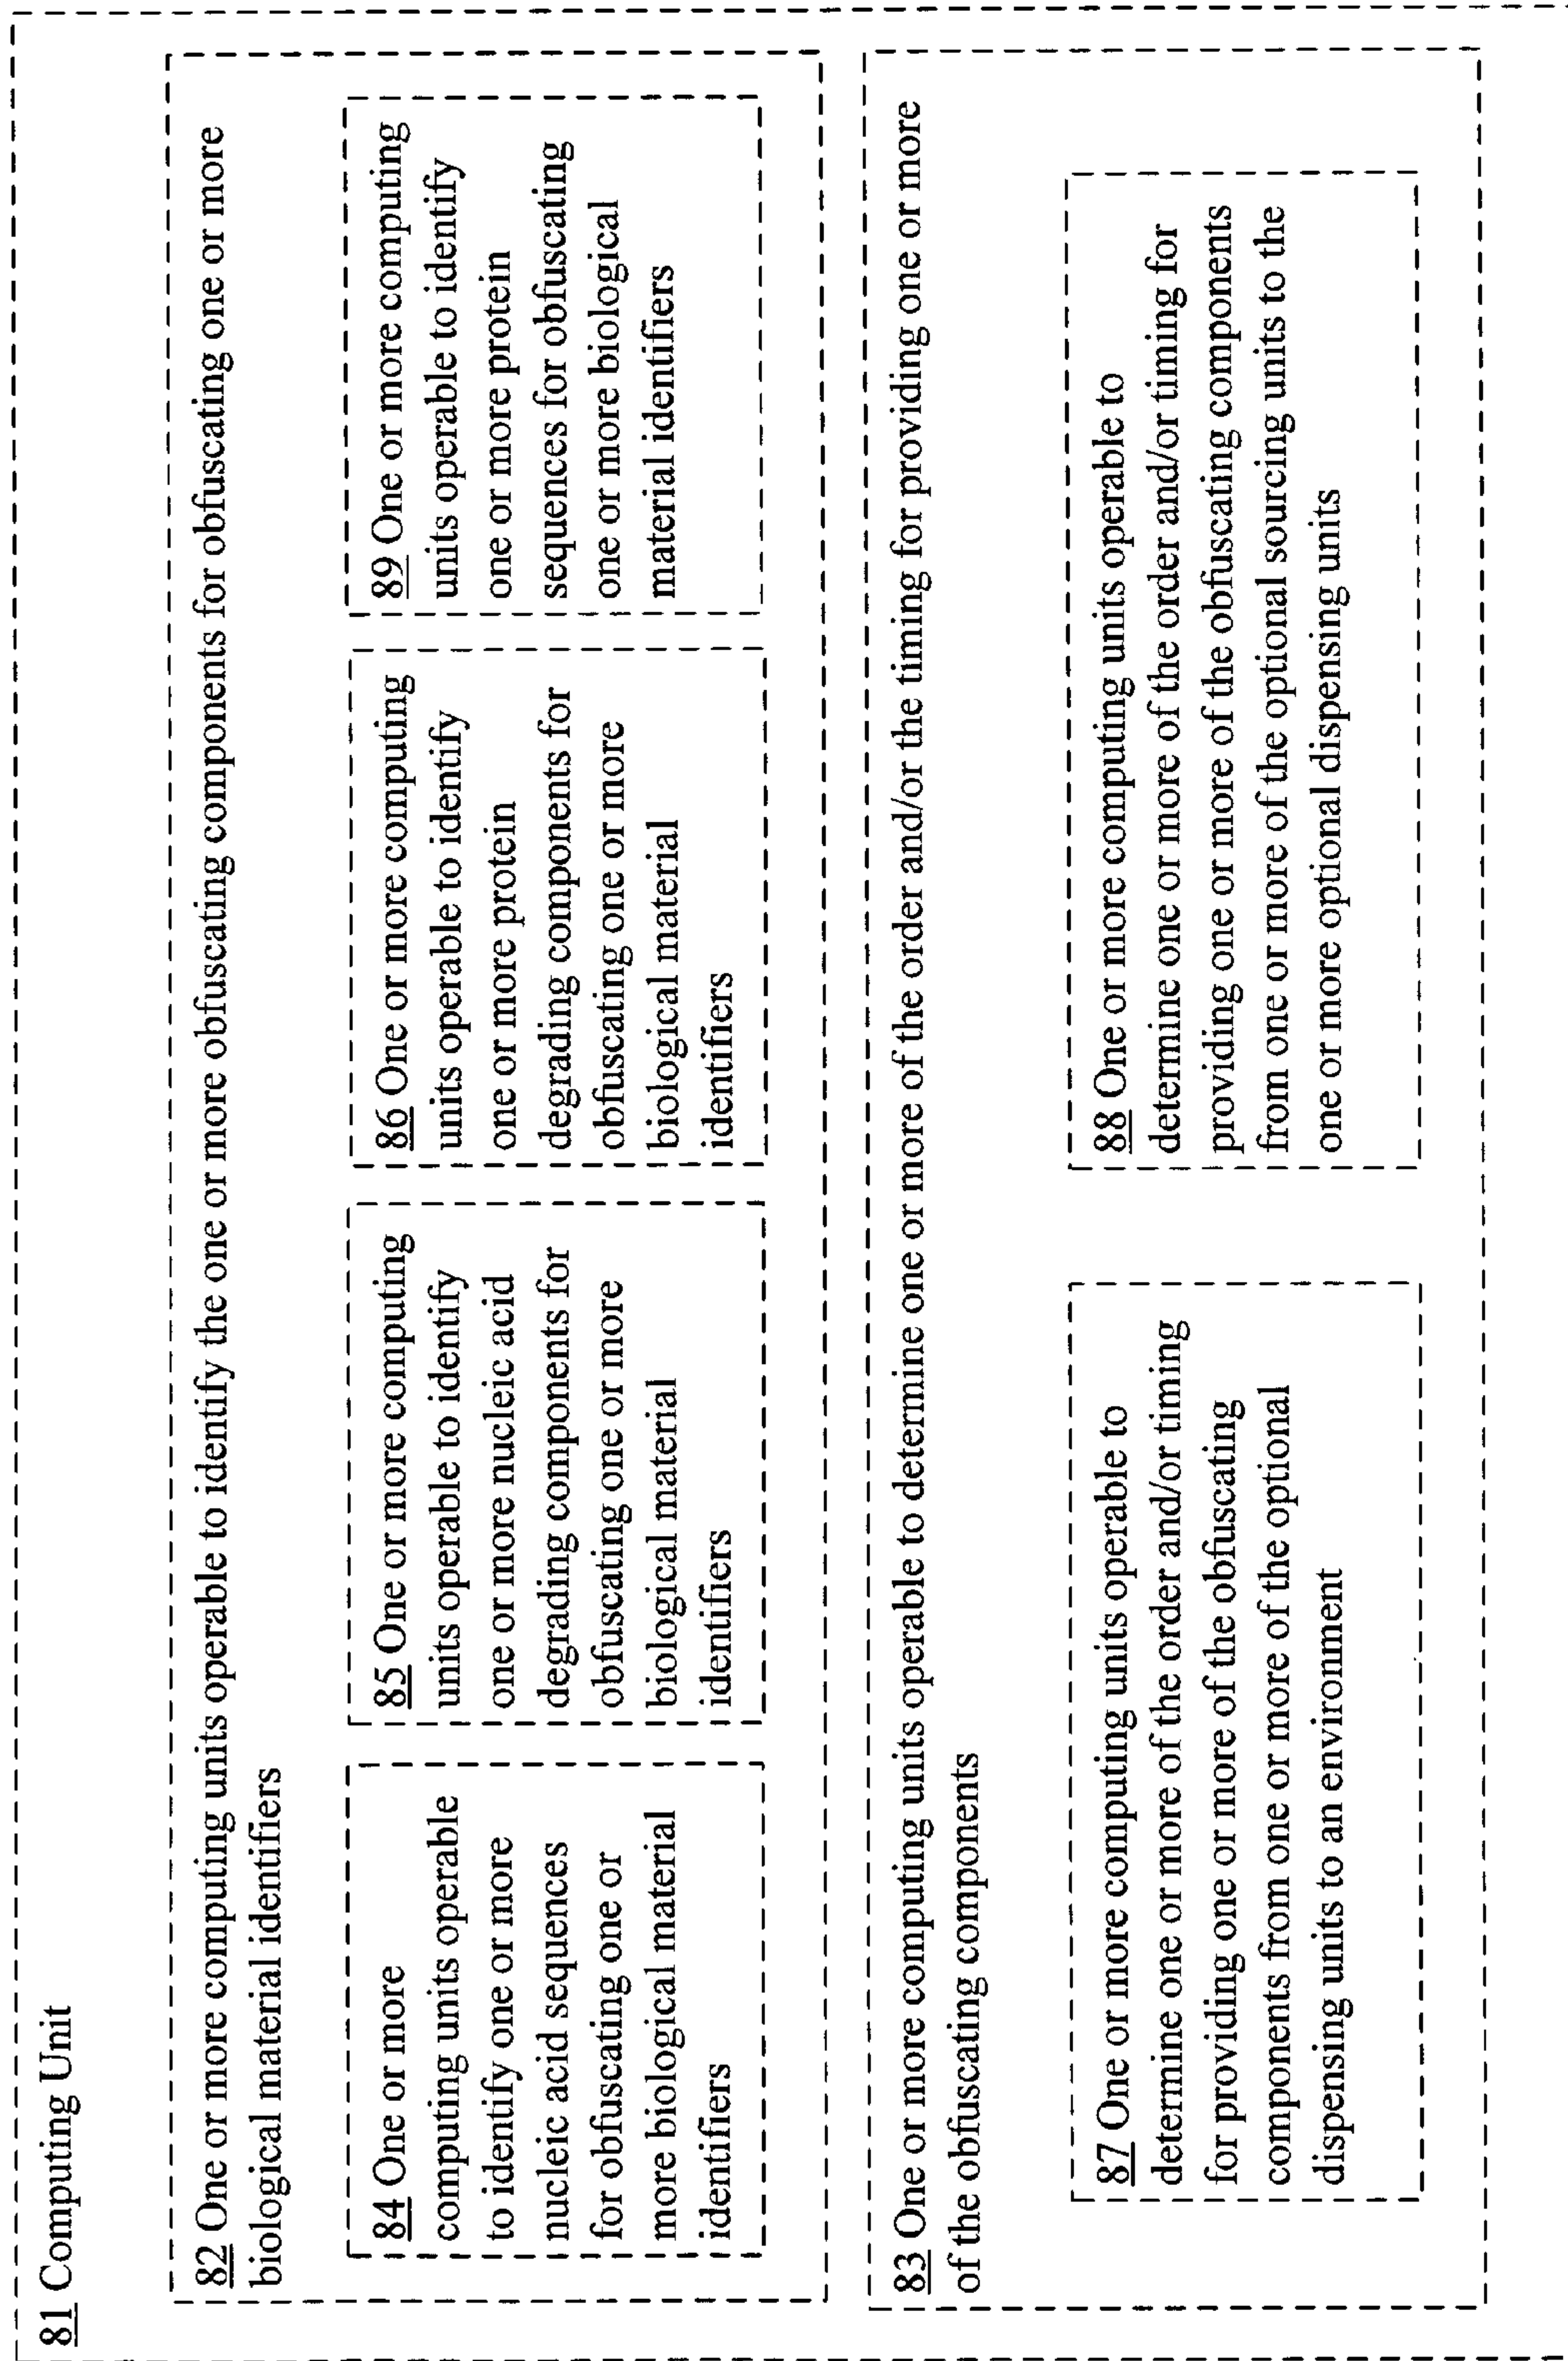 81 Computing Unit
82 One or more computing units operable to identify the one or more obfuscating components for obfuscating one or more
biological material identifiers
84 One or more
computing units operable
to identify one or more
nucleic acid sequences
for obfuscating one or
more biological material
identifiers
85 One or more computing
units operable to identify
one or more nucleic acid
degrading components for
obfuscating one or more
biological material
identifiers
86 One or more computing
units operable to identify
one or more protein
degrading components for
obfuscating one or more
biological material
identifiers
89 One or more computing
units operable to identify
one or more protein
sequences for obfuscating
one or more biological
material identifiers
83 One or more computing units operable to determine one or more of the order and/or the timing for providing one or more
of the obfuscating components
87 One or more computing units operable to
determine one or more of the order and/or timing
for providing one or more of the obfuscating
components from one or more of the optional
dispensing units to an environment
88 One or more computing units operable to
determine one or more of the order and/or timing for
providing one or more of the obfuscating components
from one or more of the optional sourcing units to the
one or more optional dispensing units